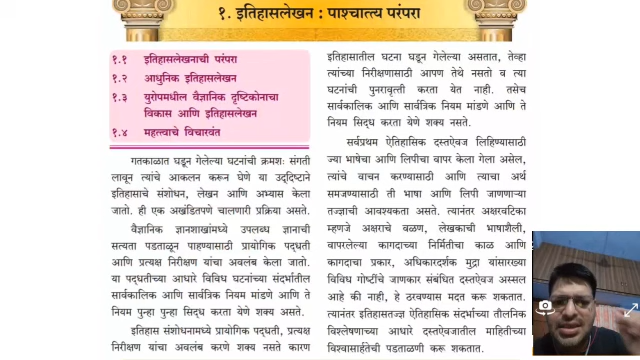 १. इतिहासलेखन : पाश्चात्य परंपरा
१.१ इतिहासलेखनाची परंपरा
१.२ आधुनिक इतिहासलेखन
१.३ युरोपमधील वैज्ञानिक दृष्टिकोनाचा
विकास आणि इतिहासलेखन
१.४ महत्त्वाचे विचारवंत
गतकाळात घडून गेलेल्या घटनांची क्रमशः संगती
लावून त्यांचे आकलन करून घेणे या उद्दिष्टाने
इतिहासाचे संशोधन, लेखन आणि अभ्यास केला
जातो. ही एक अखंडितपणे चालणारी प्रक्रिया असते.
वैज्ञानिक ज्ञानशाखांमध्ये उपलब्ध ज्ञानाची
सत्यता पडताळून पाहण्यासाठी प्रायोगिक पद्धती
आणि प्रत्यक्ष निरीक्षण यांचा अवलंब केला जातो.
या पद्धतीच्या आधारे विविध घटनांच्या संदर्भातील
सार्वकालिक आणि सार्वत्रिक नियम मांडणे आणि ते
नियम पुन्हा पुन्हा सिद्ध करता येणे शक्य असते.
इतिहास संशोधनामध्ये प्रायोगिक पद्धती, प्रत्यक्ष
निरीक्षण यांचा अवलंब करणे शक्य नसते कारण
इतिहासातील घटना घडून गेलेल्या असतात, तेव्हा
त्यांच्या निरीक्षणासाठी आपण तेथे नसतो व त्या
घटनांची पुनरावृत्ती करता येत नाही. तसेच
सार्वकालिक आणि सार्वत्रिक नियम मांडणे आणि ते
नियम सिद्ध करता येणे शक्य नसते.
सर्वप्रथम ऐतिहासिक दस्तऐवज लिहिण्यासाठी
ज्या भाषेचा आणि लिपीचा वापर केला गेला असेल,
त्यांचे वाचन करण्यासाठी आणि त्याचा अर्थ
समजण्यासाठी ती भाषा आणि लिपी जाणणाऱ्या
तज्ज्ञाची आवश्यकता असते. त्यानंतर अक्षरवटिका
म्हणजे अक्षराचे वळण, लेखकाची भाषाशैली,
वापरलेल्या कागदाच्या निर्मितीचा काळ आणि
कागदाचा प्रकार, अधिकारदर्शक मुद्रा यांसारख्या
विविध गोष्टींचे जाणकार संबंधित दस्तऐवज अस्सल
आहे की नाही, हे ठरवण्यास मदत करू शकतात.
त्यानंतर इतिहासतज्ज्ञ ऐतिहासिक संदर्भाच्या तौलनिक
विश्लेषणाच्या आधारे दस्तऐवजातील माहितीच्या
विश्वासार्हतेची पडताळणी करू शकतात.